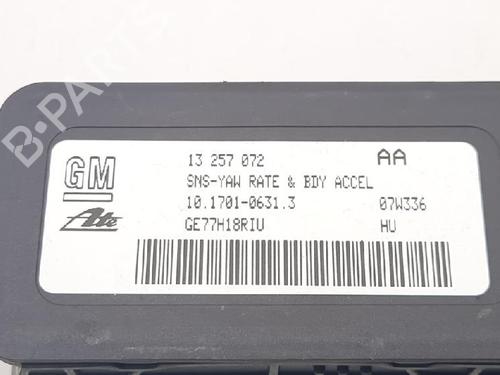 B-PARTS
GM
13 257 072 AA
SNS-YAW RATE & BDY ACCEL
Ate
10.1701-0631.3 07W336
GE77H18RIU HU